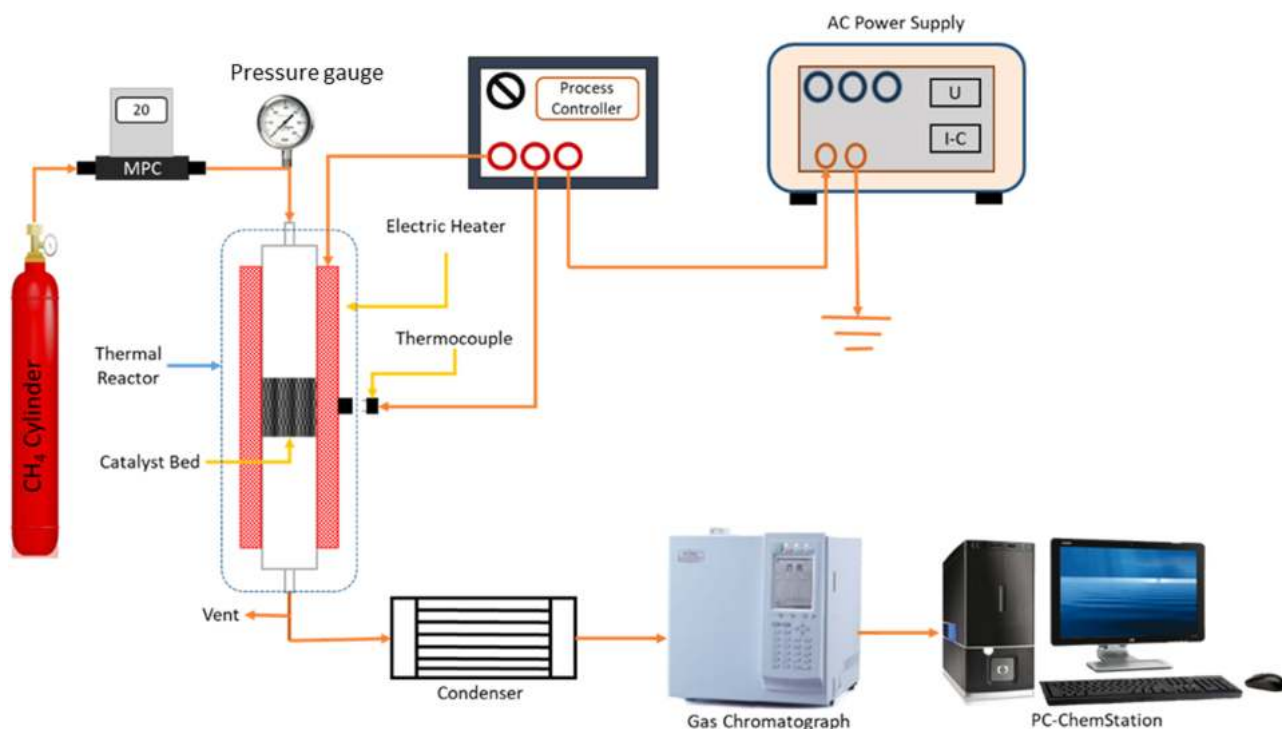 AC Power Supply
Pressure gauge
20
MPC
Process
Controller
U
I-C
Electric Heater
Thermocouple
Thermal
Reactor
CH₄ Cylinder
Catalyst Bed
Vent
Condenser
Gas Chromatograph
PC-ChemStation